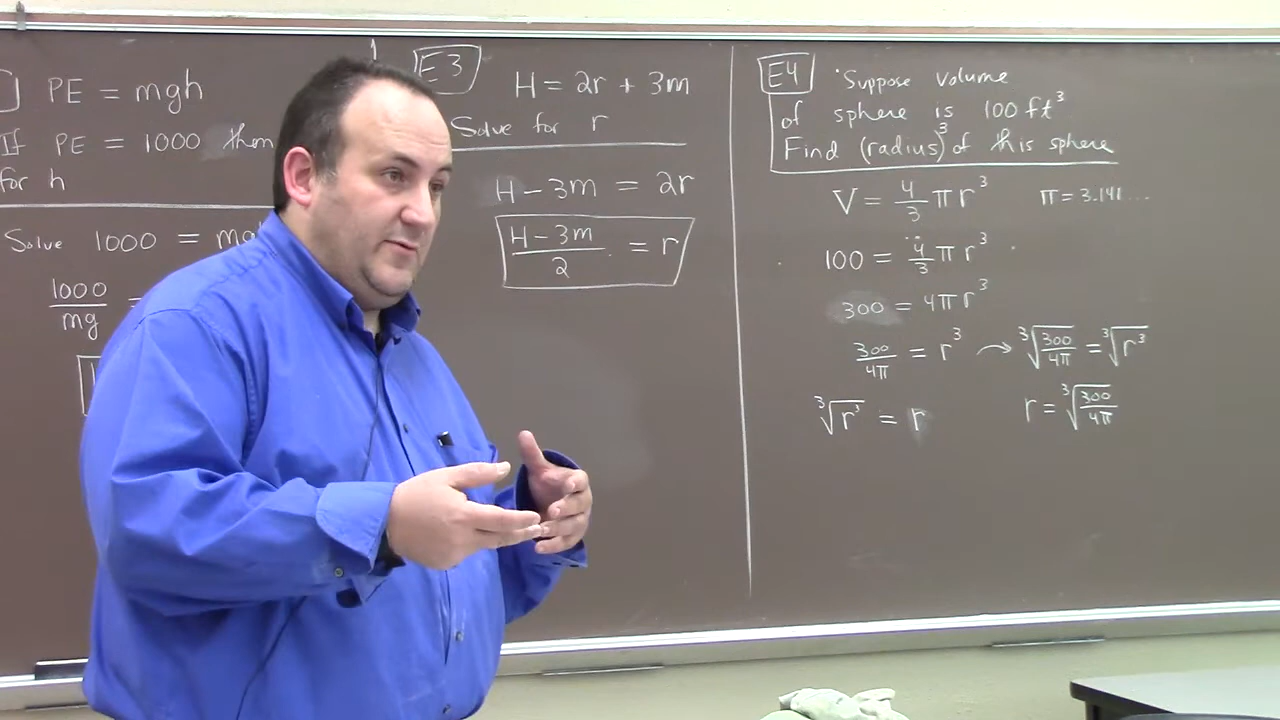 PE = mgh
If PE = 1000 then
for h
Solve 1000 = mg
1000/mg =
E3 H = 2r + 3m
Solve for r
H - 3m = 2r
(H - 3m)/2 = r
E4 Suppose volume
of sphere is 100 ft³
Find (radius)³ of this sphere
V = 4/3 π r³ π = 3.141...
100 = 4/3 π r³
300 = 4πr³
300/4π = r³ → ∛(300/4π) = ∛(r³)
∛(r³) = r r = ∛(300/4π)